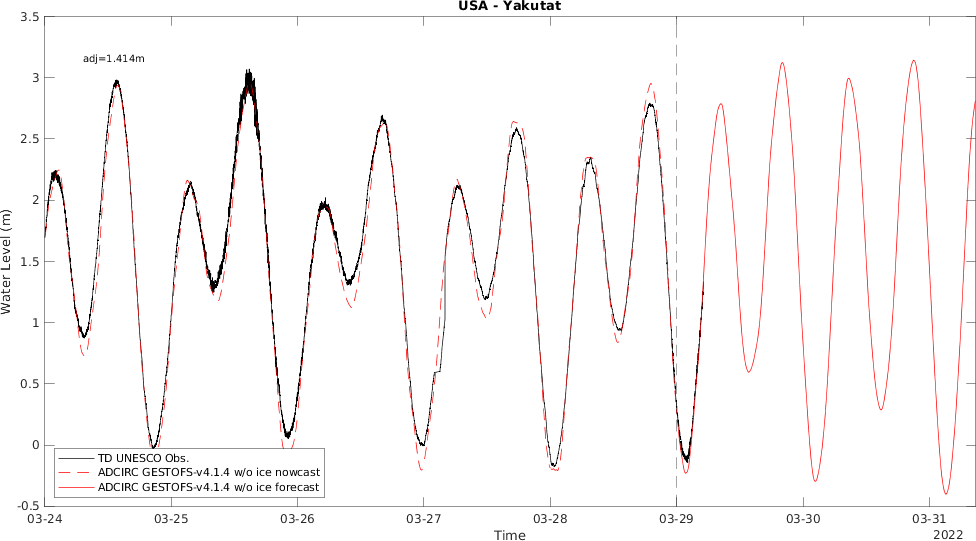 USA - Yakutat
adj=1.414m
3.5
3
2.5
2
1.5
1
0.5
0
-0.5
Water Level (m)
TD UNESCO Obs.
ADCIRC GESTOFS-v4.1.4 w/o ice nowcast
ADCIRC GESTOFS-v4.1.4 w/o ice forecast
03-24 03-25 03-26 03-27 03-28 03-29 03-30 03-31
Time
2022